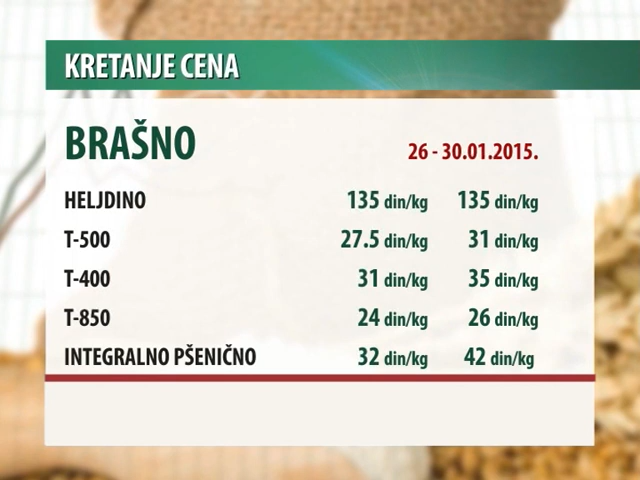 KRETANJE CENA
BRAŠNO 26 - 30.01.2015.
HELJDINO 135 din/kg 135 din/kg
T-500 27.5 din/kg 31 din/kg
T-400 31 din/kg 35 din/kg
T-850 24 din/kg 26 din/kg
INTEGRALNO PŠENIČNO 32 din/kg 42 din/kg